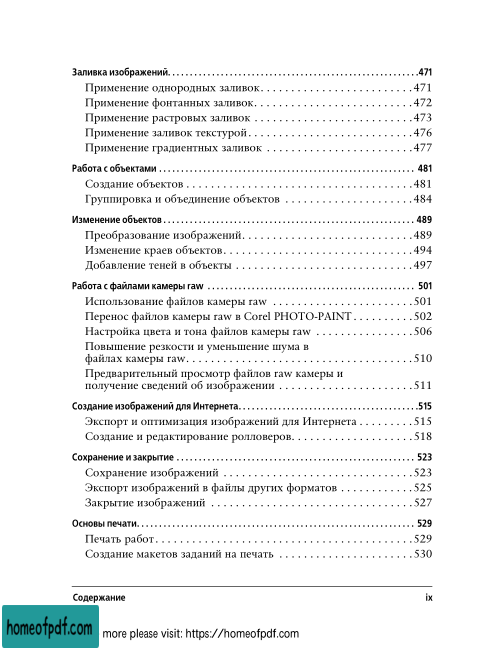 Заливка изображений. . . . . . . . . . . . . . . . . . . . . . . . . . . . . . . . . . . . . . . . . . . . . . . . . . . . . . . . . .471
Применение однородных заливок. . . . . . . . . . . . . . . . . . . . . . . . .471
Применение фонтанных заливок. . . . . . . . . . . . . . . . . . . . . . . . . .472
Применение растровых заливок . . . . . . . . . . . . . . . . . . . . . . . . . .473
Применение заливок текстурой. . . . . . . . . . . . . . . . . . . . . . . . . . .476
Применение градиентных заливок . . . . . . . . . . . . . . . . . . . . . . . .477
Работа с объектами . . . . . . . . . . . . . . . . . . . . . . . . . . . . . . . . . . . . . . . . . . . . . . . . . . . . . . . . . . 481
Создание объектов . . . . . . . . . . . . . . . . . . . . . . . . . . . . . . . . . . . . .481
Группировка и объединение объектов . . . . . . . . . . . . . . . . . . . . .484
Изменение объектов . . . . . . . . . . . . . . . . . . . . . . . . . . . . . . . . . . . . . . . . . . . . . . . . . . . . . . . . . 489
Преобразование изображений. . . . . . . . . . . . . . . . . . . . . . . . . . . .489
Изменение краев объектов. . . . . . . . . . . . . . . . . . . . . . . . . . . . . . .494
Добавление теней в объекты . . . . . . . . . . . . . . . . . . . . . . . . . . . . .497
Работа с файлами камеры raw . . . . . . . . . . . . . . . . . . . . . . . . . . . . . . . . . . . . . . . . . . . . . . . 501
Использование файлов камеры raw . . . . . . . . . . . . . . . . . . . . . . .501
Перенос файлов камеры raw в Corel PHOTO-PAINT . . . . . . . . . .502
Настройка цвета и тона файлов камеры raw . . . . . . . . . . . . . . . .506
Повышение резкости и уменьшение шума в
файлах камеры raw. . . . . . . . . . . . . . . . . . . . . . . . . . . . . . . . . . . . .510
Предварительный просмотр файлов raw камеры и
получение сведений об изображении . . . . . . . . . . . . . . . . . . . . . .511
Создание изображений для Интернета. . . . . . . . . . . . . . . . . . . . . . . . . . . . . . . . . . . . . . . . .515
Экспорт и оптимизация изображений для Интернета . . . . . . . . .515
Создание и редактирование ролловеров. . . . . . . . . . . . . . . . . . . .518
Сохранение и закрытие . . . . . . . . . . . . . . . . . . . . . . . . . . . . . . . . . . . . . . . . . . . . . . . . . . . . . . 523
Сохранение изображений . . . . . . . . . . . . . . . . . . . . . . . . . . . . . . .523
Экспорт изображений в файлы других форматов . . . . . . . . . . . .525
Закрытие изображений . . . . . . . . . . . . . . . . . . . . . . . . . . . . . . . . .527
Основы печати. . . . . . . . . . . . . . . . . . . . . . . . . . . . . . . . . . . . . . . . . . . . . . . . . . . . . . . . . . . . . . . 529
Печать работ. . . . . . . . . . . . . . . . . . . . . . . . . . . . . . . . . . . . . . . . . .529
Создание макетов заданий на печать . . . . . . . . . . . . . . . . . . . . . .530
Содержание ix
homeofpdf.com more please visit: https://homeofpdf.com